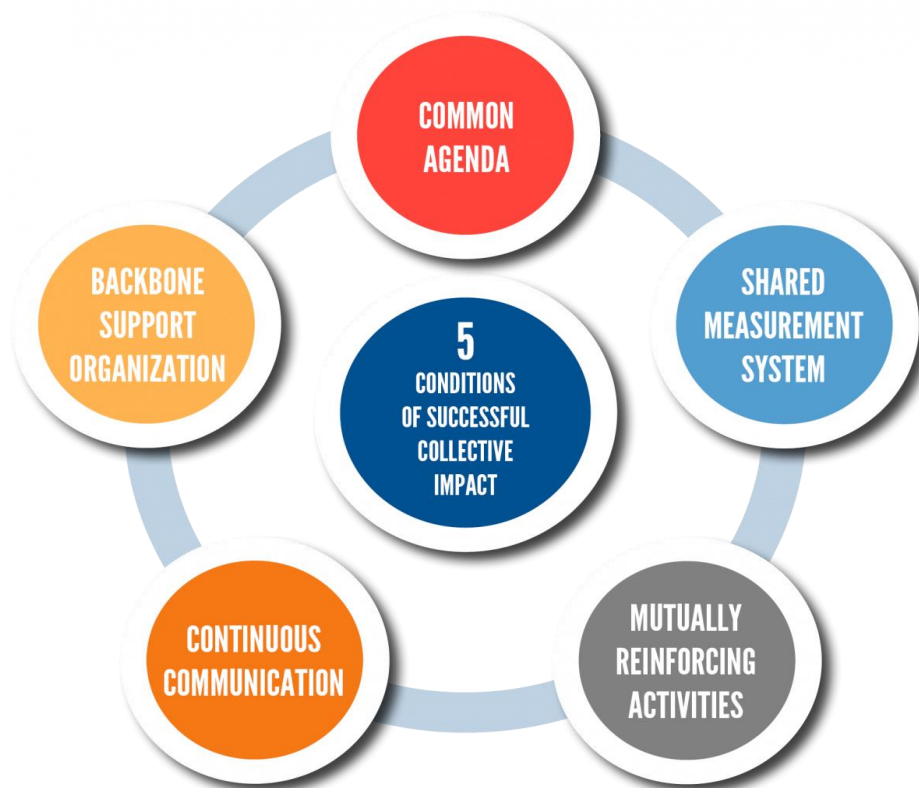 COMMON
AGENDA
SHARED
MEASUREMENT
SYSTEM
MUTUALLY
REINFORCING
ACTIVITIES
CONTINUOUS
COMMUNICATION
BACKBONE
SUPPORT
ORGANIZATION
5
CONDITIONS
OF SUCCESSFUL
COLLECTIVE
IMPACT